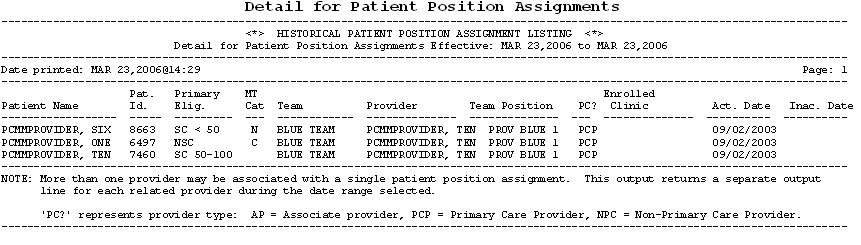 Detail for Patient Position Assignments
<*> HISTORICAL PATIENT POSITION ASSIGNMENT LISTING <*>
Detail for Patient Position Assignments Effective: MAR 23,2006 to MAR 23,2006
Date printed: MAR 23,2006@14:29 Page: 1
Pat. Primary MT Enrolled
Patient Name Id. Elig. Cat Team Provider Team Position PC? Clinic Act. Date Inac. Date
PCMMPROVIDER, SIX 8663 SC < 50 N BLUE TEAM PCMMPROVIDER, TEN PROV BLUE 1 PCP 09/02/2003
PCMMPROVIDER, ONE 6497 NSC C BLUE TEAM PCMMPROVIDER, TEN PROV BLUE 1 PCP 09/02/2003
PCMMPROVIDER, TEN 7460 SC 50-100 BLUE TEAM PCMMPROVIDER, TEN PROV BLUE 1 PCP 09/02/2003
NOTE: More than one provider may be associated with a single patient position assignment. This output returns a separate output
line for each related provider during the date range selected.
'PC?' represents provider type: AP = Associate provider, PCP = Primary Care Provider, NPC = Non-Primary Care Provider.